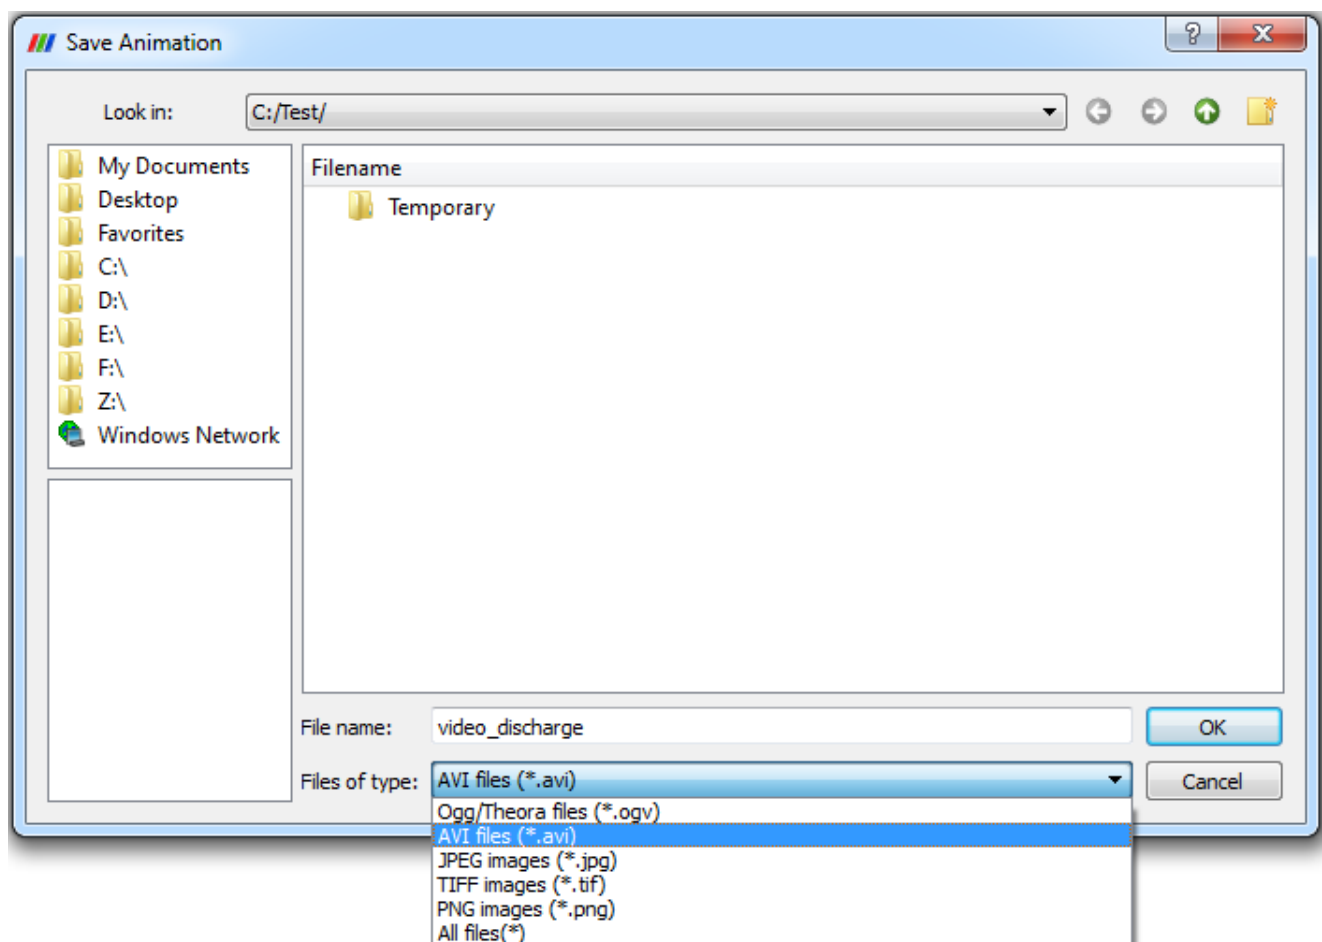 Save Animation
Look in: C:/Test/
My Documents
Desktop
Favorites
C:\
D:\
E:\
F:\
Z:\
Windows Network
Filename
Temporary
File name: video_discharge OK
Files of type: AVI files (*.avi) Cancel
Ogg/Theora files (*.ogv)
AVI files (*.avi)
JPEG images (*.jpg)
TIFF images (*.tif)
PNG images (*.png)
All files(*)